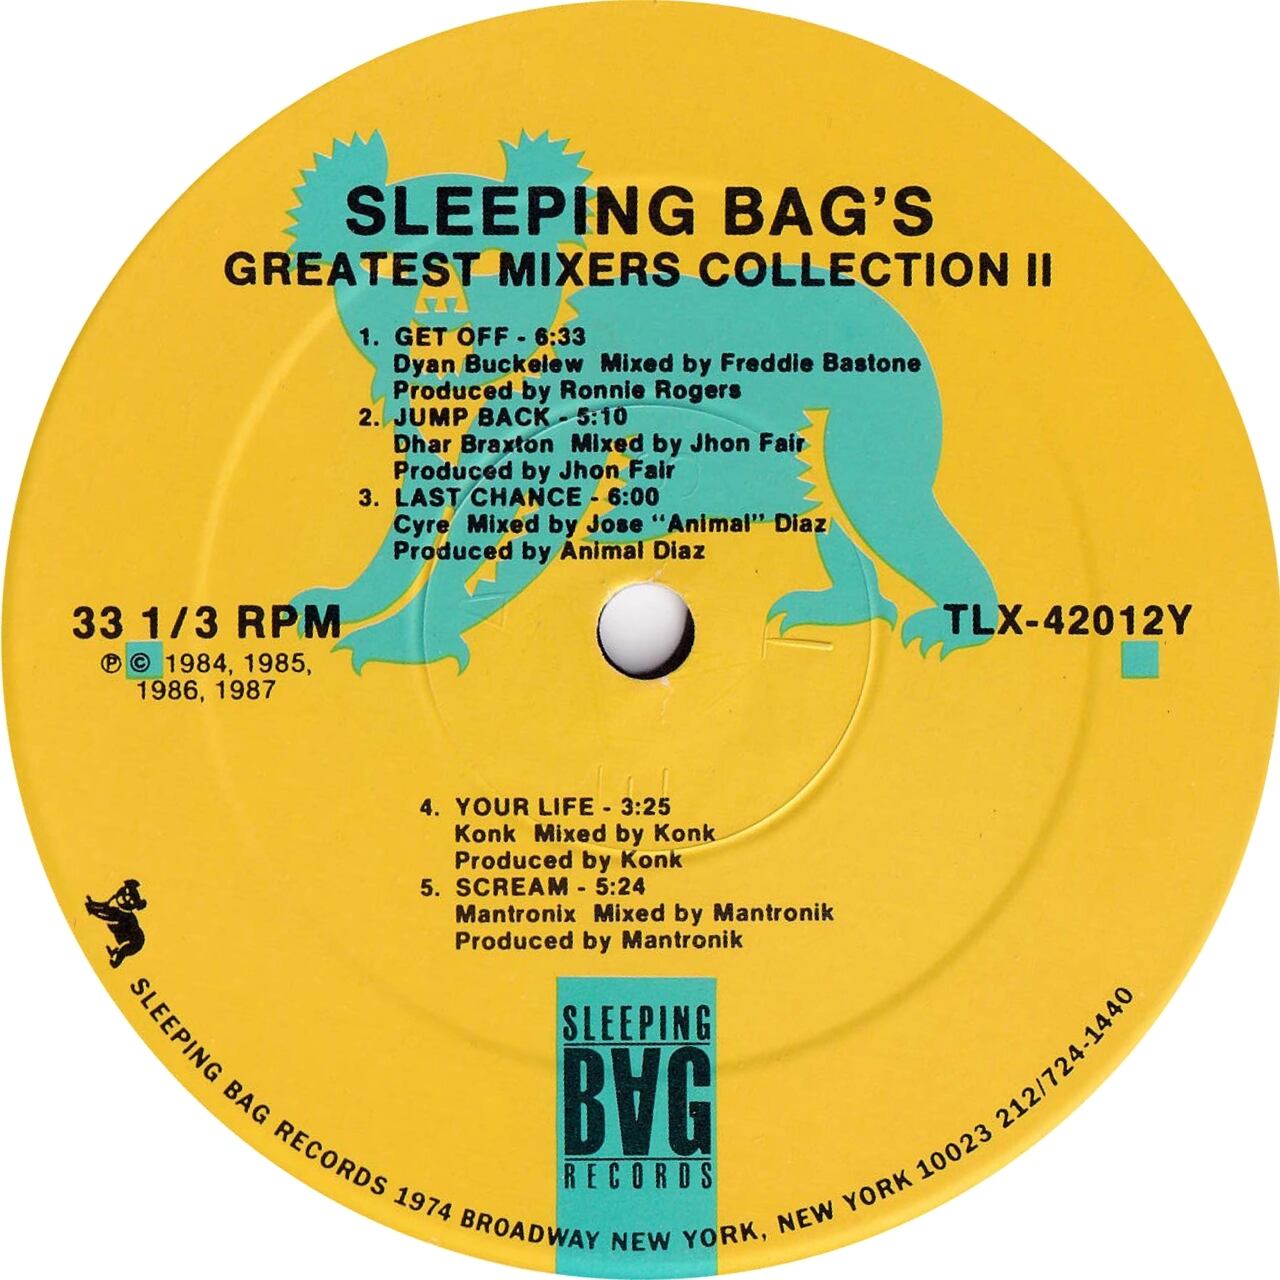 SLEEPING BAG'S
GREATEST MIXERS COLLECTION II
1. GET OFF - 6:33
Dyan Buckelew Mixed by Freddie Bastone
Produced by Ronnie Rogers
2. JUMP BACK - 5:10
Dhar Braxton Mixed by Jhon Fair
Produced by Jhon Fair
3. LAST CHANCE - 6:00
Cyre Mixed by Jose "Animal" Diaz
Produced by Animal Diaz
33 1/3 RPM
℗ © 1984, 1985,
1986, 1987
TLX-42012Y
4. YOUR LIFE - 3:25
Konk Mixed by Konk
Produced by Konk
5. SCREAM - 5:24
Mantronix Mixed by Mantronik
Produced by Mantronik
SLEEPING
BAG
RECORDS
SLEEPING BAG RECORDS 1974 BROADWAY NEW YORK, NEW YORK 10023 212/724-1440